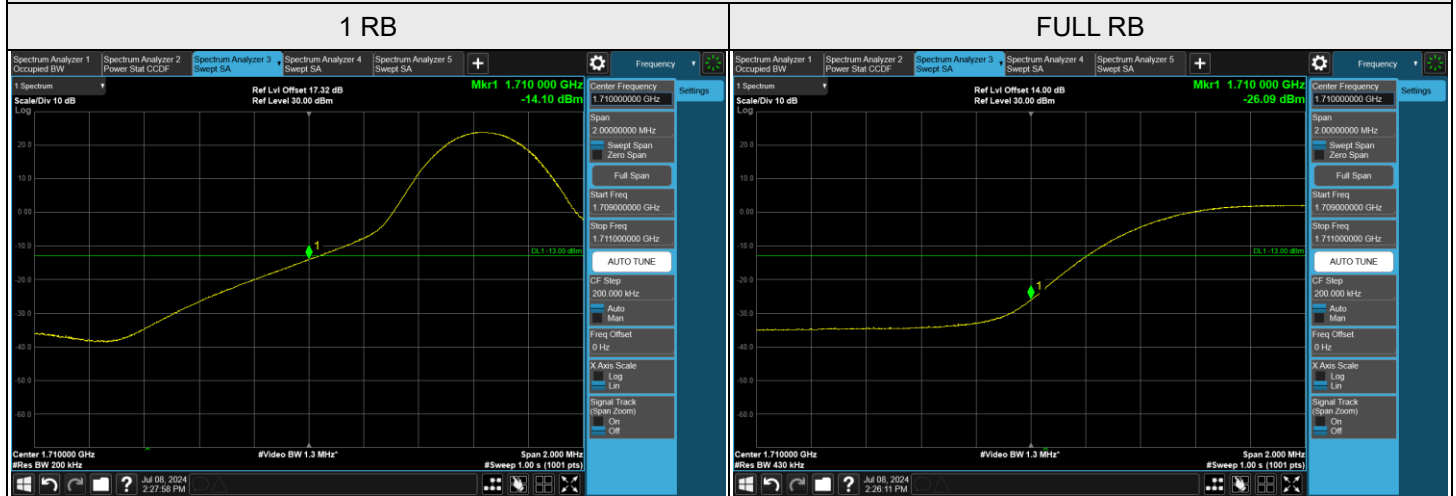 1 RB
FULL RB
Spectrum Analyzer 1 Spectrum Analyzer 2 Spectrum Analyzer 3 Spectrum Analyzer 4 Spectrum Analyzer 5 +
Occupied BW Power Stat CCDF Swept SA Swept SA Swept SA
Frequency
Settings
1 Spectrum
Scale/Div 10 dB
Log
Ref Lvl Offset 17.32 dB
Ref Level 30.00 dBm
Mkr1 1.710 000 GHz
-14.10 dBm
20.0
10.0
0.00
-10.0
-20.0
-30.0
-40.0
-50.0
-60.0
1
DL1 -13.00 dBm
Center 1.710000 GHz
#Res BW 200 kHz
#Video BW 1.3 MHz*
Span 2.000 MHz
#Sweep 1.00 s (1001 pts)
Center Frequency
1.710000000 GHz
Span
2.00000000 MHz
Swept Span
Zero Span
Full Span
Start Freq
1.709000000 GHz
Stop Freq
1.711000000 GHz
AUTO TUNE
CF Step
200.000 kHz
Auto
Man
Freq Offset
0 Hz
X Axis Scale
Log
Lin
Signal Track
(Span Zoom)
On
Off
?
Jul 08, 2024
2:27:58 PM
Spectrum Analyzer 1 Spectrum Analyzer 2 Spectrum Analyzer 3 Spectrum Analyzer 4 Spectrum Analyzer 5 +
Occupied BW Power Stat CCDF Swept SA Swept SA Swept SA
Frequency
Settings
1 Spectrum
Scale/Div 10 dB
Log
Ref Lvl Offset 14.00 dB
Ref Level 30.00 dBm
Mkr1 1.710 000 GHz
-26.09 dBm
20.0
10.0
0.00
-10.0
-20.0
-30.0
-40.0
-50.0
-60.0
1
DL1 -13.00 dBm
Center 1.710000 GHz
#Res BW 430 kHz
#Video BW 1.3 MHz*
Span 2.000 MHz
#Sweep 1.00 s (1001 pts)
Center Frequency
1.710000000 GHz
Span
2.00000000 MHz
Swept Span
Zero Span
Full Span
Start Freq
1.709000000 GHz
Stop Freq
1.711000000 GHz
AUTO TUNE
CF Step
200.000 kHz
Auto
Man
Freq Offset
0 Hz
X Axis Scale
Log
Lin
Signal Track
(Span Zoom)
On
Off
?
Jul 08, 2024
2:26:11 PM